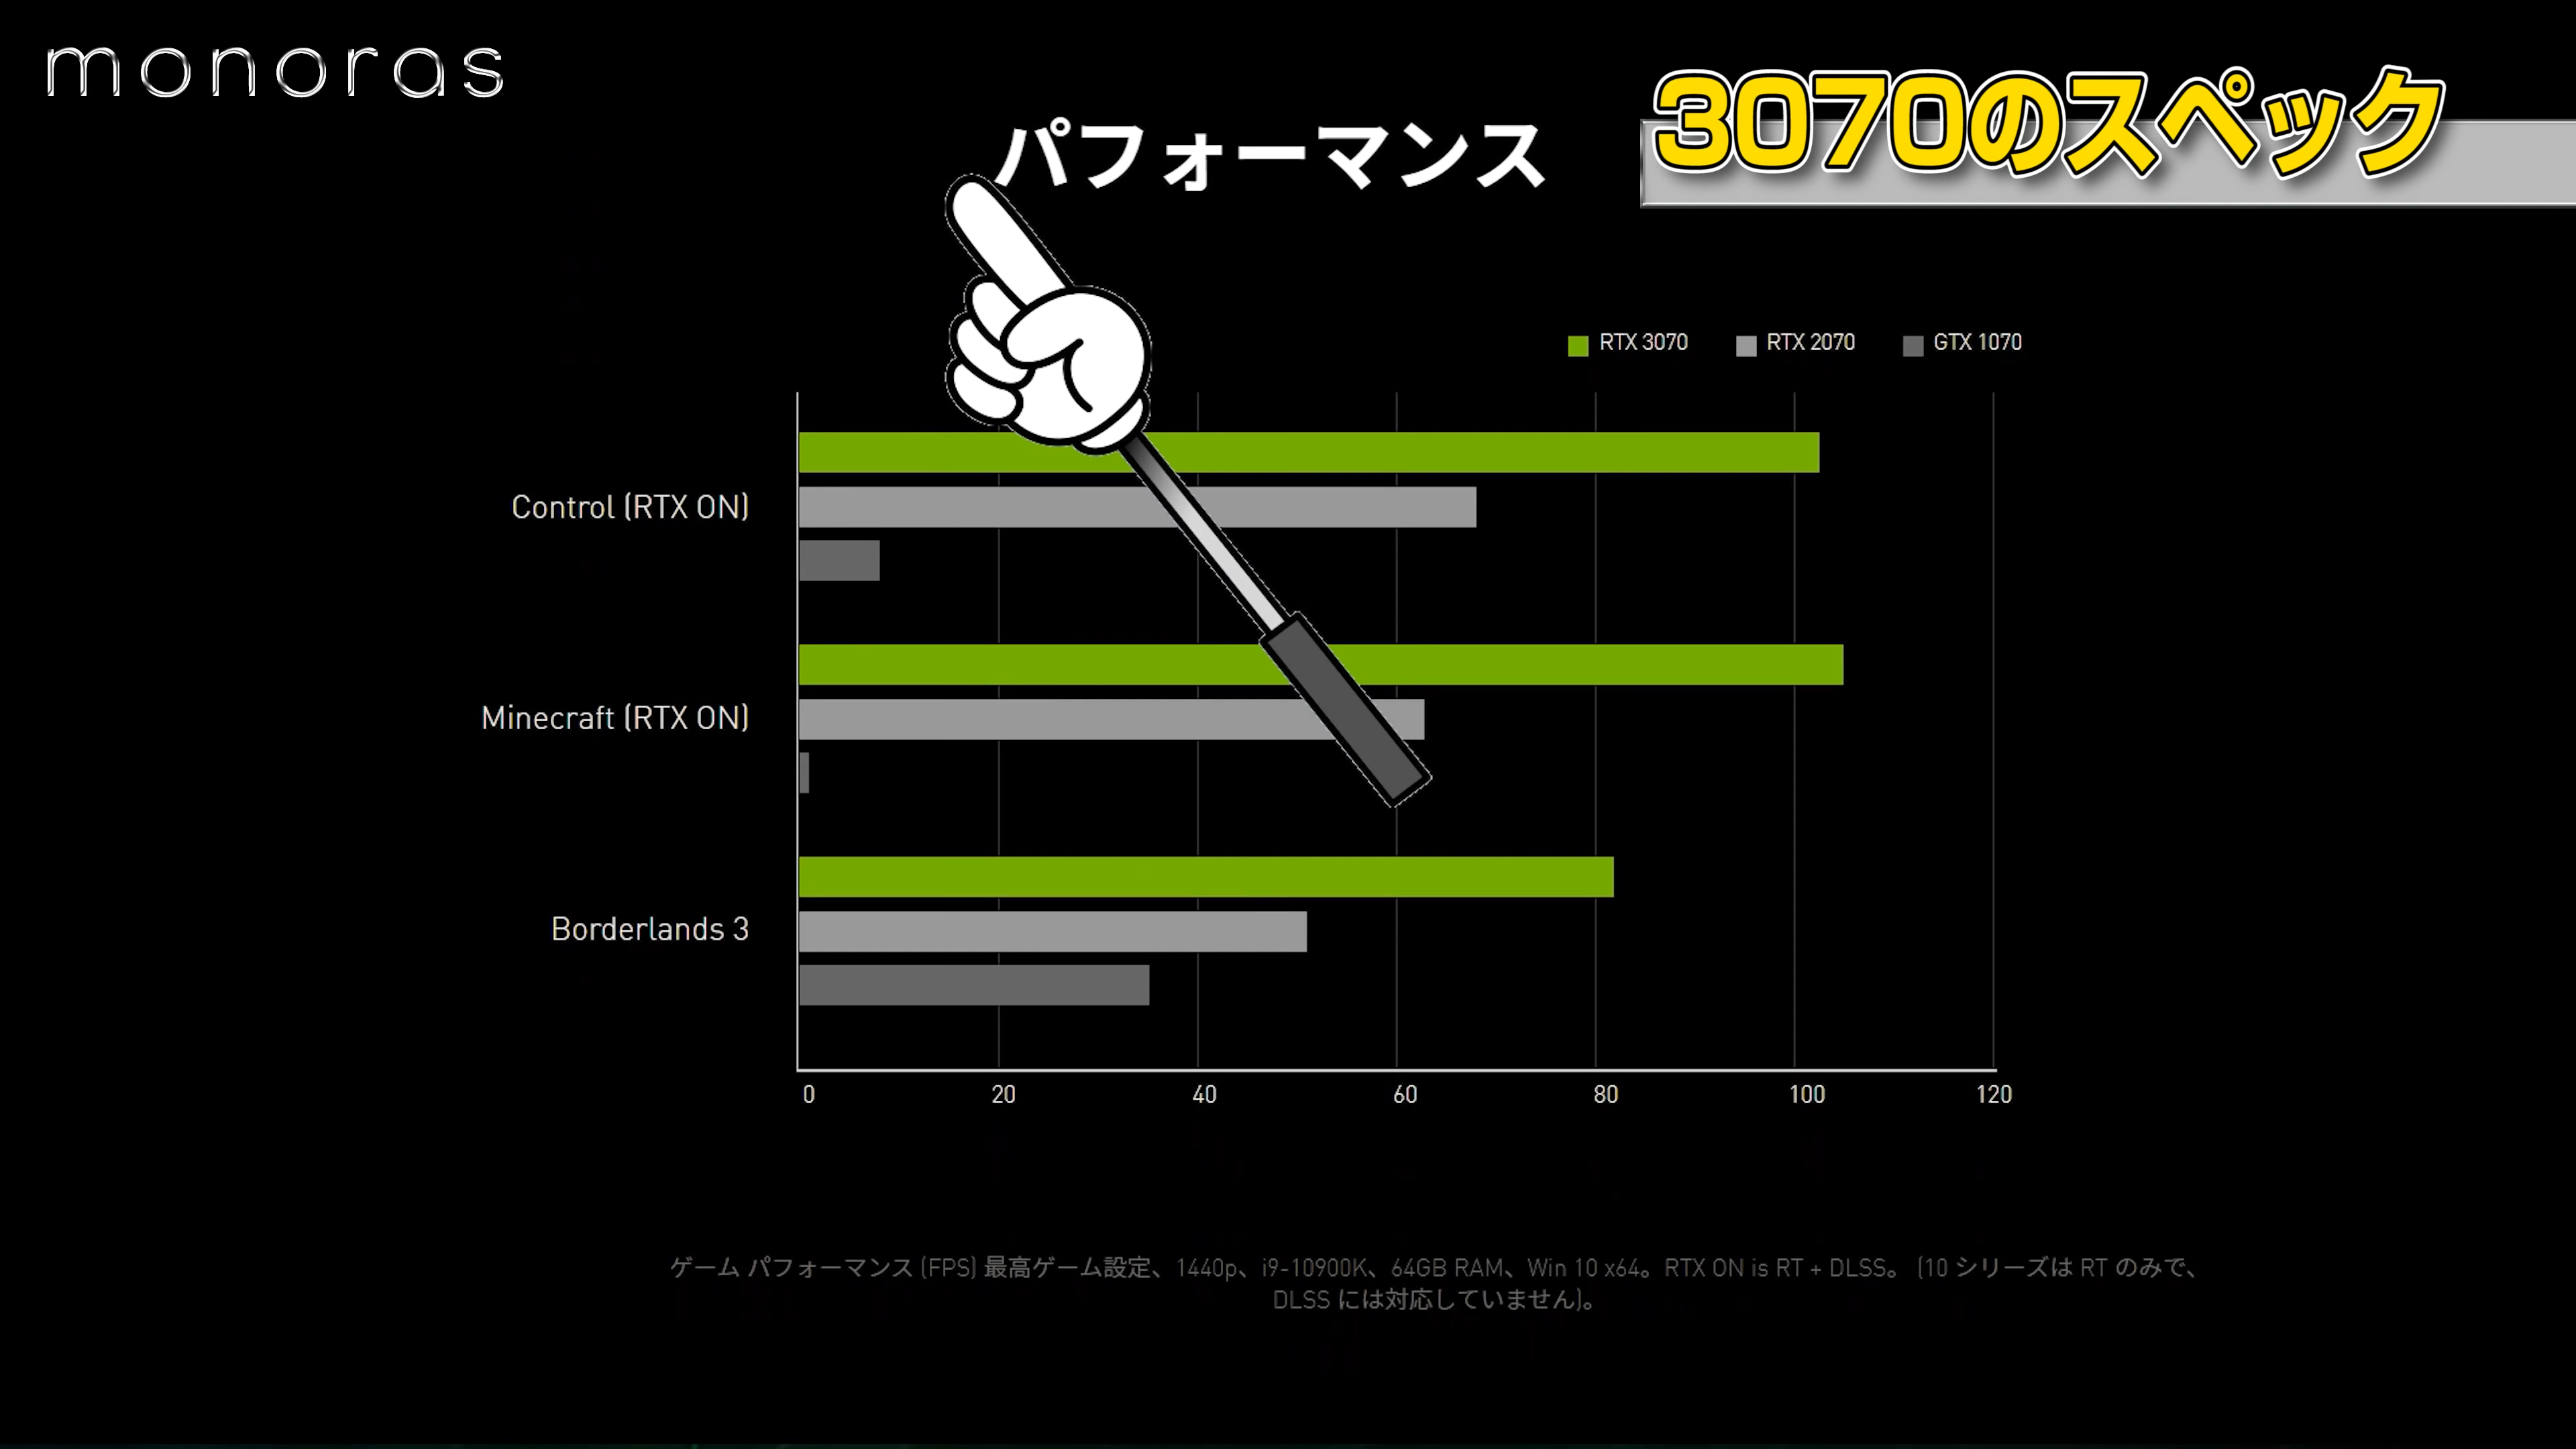 monoras
パフォーマンス
3070のスペック
RTX 3070
RTX 2070
GTX 1070
Control (RTX ON)
Minecraft (RTX ON)
Borderlands 3
0 20 40 60 80 100 120
ゲーム パフォーマンス (FPS) 最高ゲーム設定、1440p、i9-10900K、64GB RAM、Win 10 x64。RTX ON is RT + DLSS。 (10 シリーズは RT のみで、
DLSS には対応していません)。